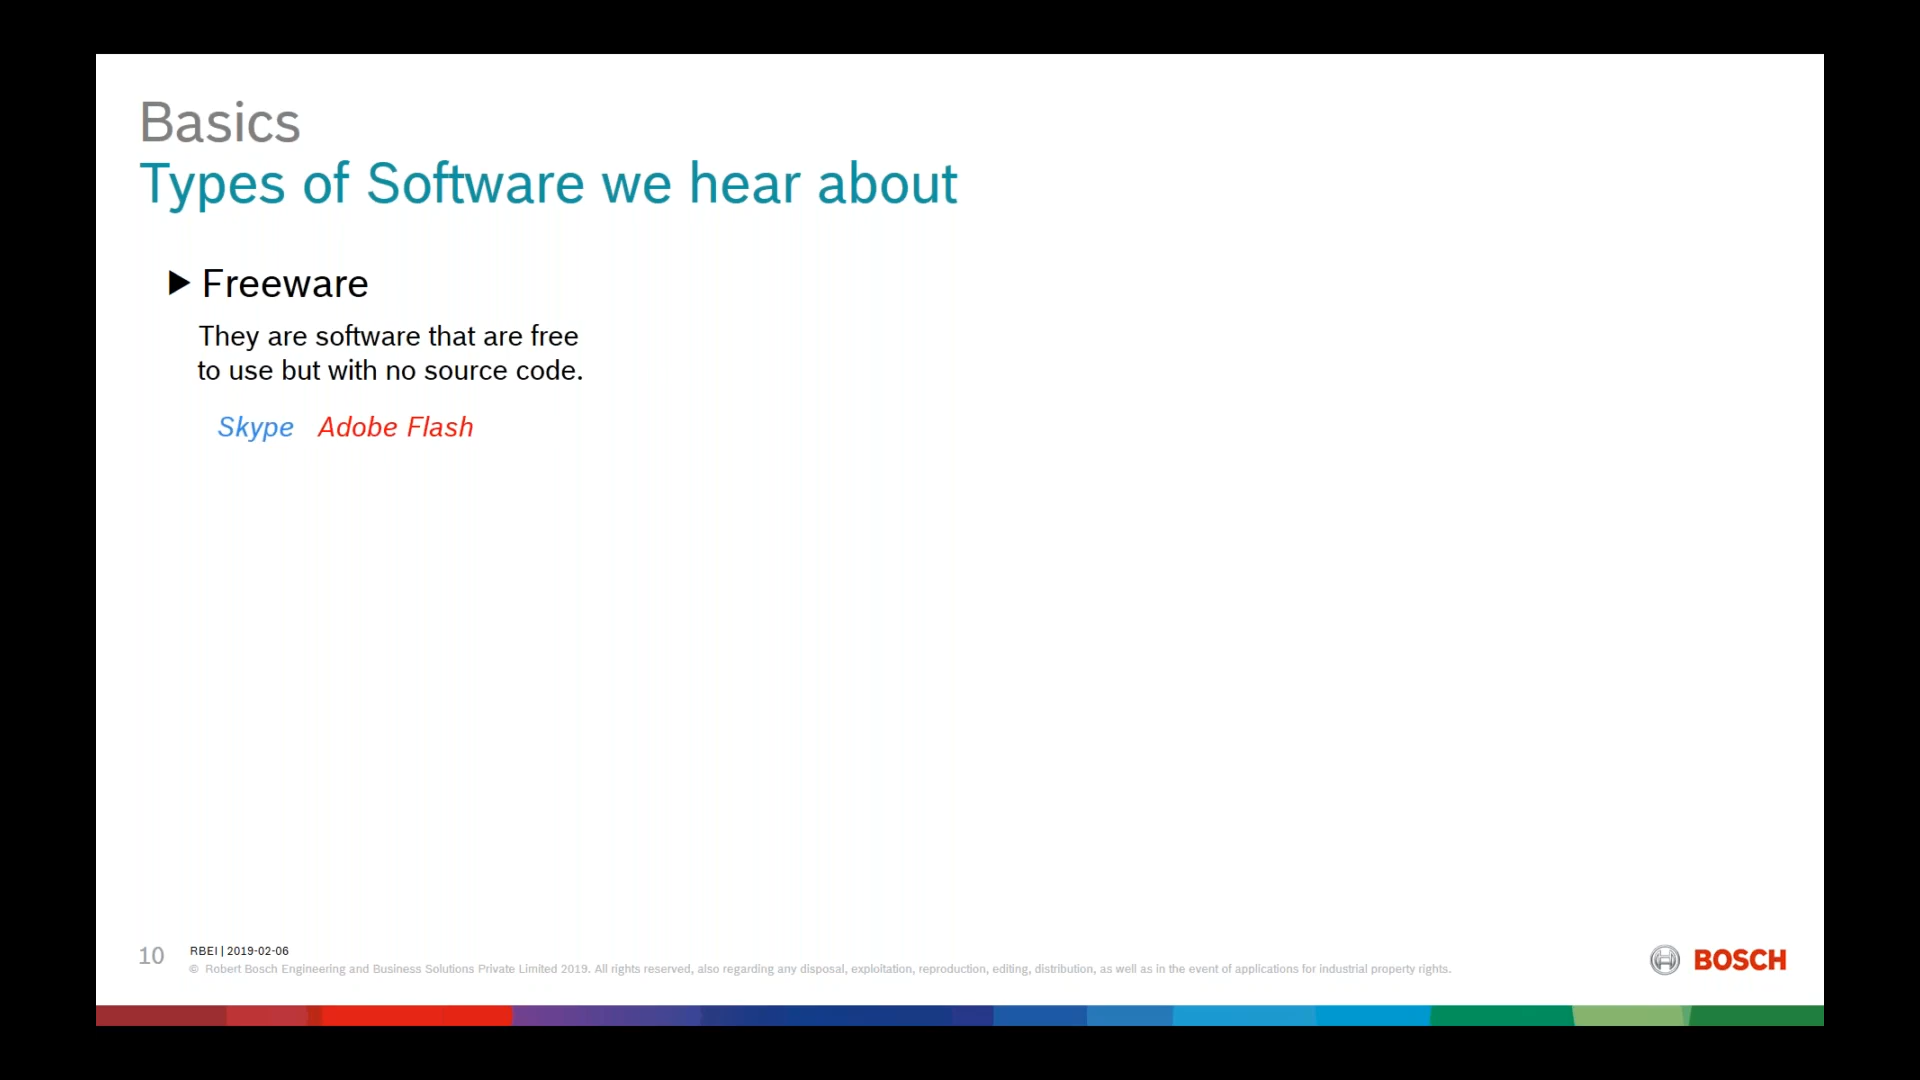 Basics
Types of Software we hear about
Freeware
They are software that are free
to use but with no source code.
Skype Adobe Flash
10
RBEI | 2019-02-06
© Robert Bosch Engineering and Business Solutions Private Limited 2019. All rights reserved, also regarding any disposal, exploitation, reproduction, editing, distribution, as well as in the event of applications for industrial property rights.
BOSCH